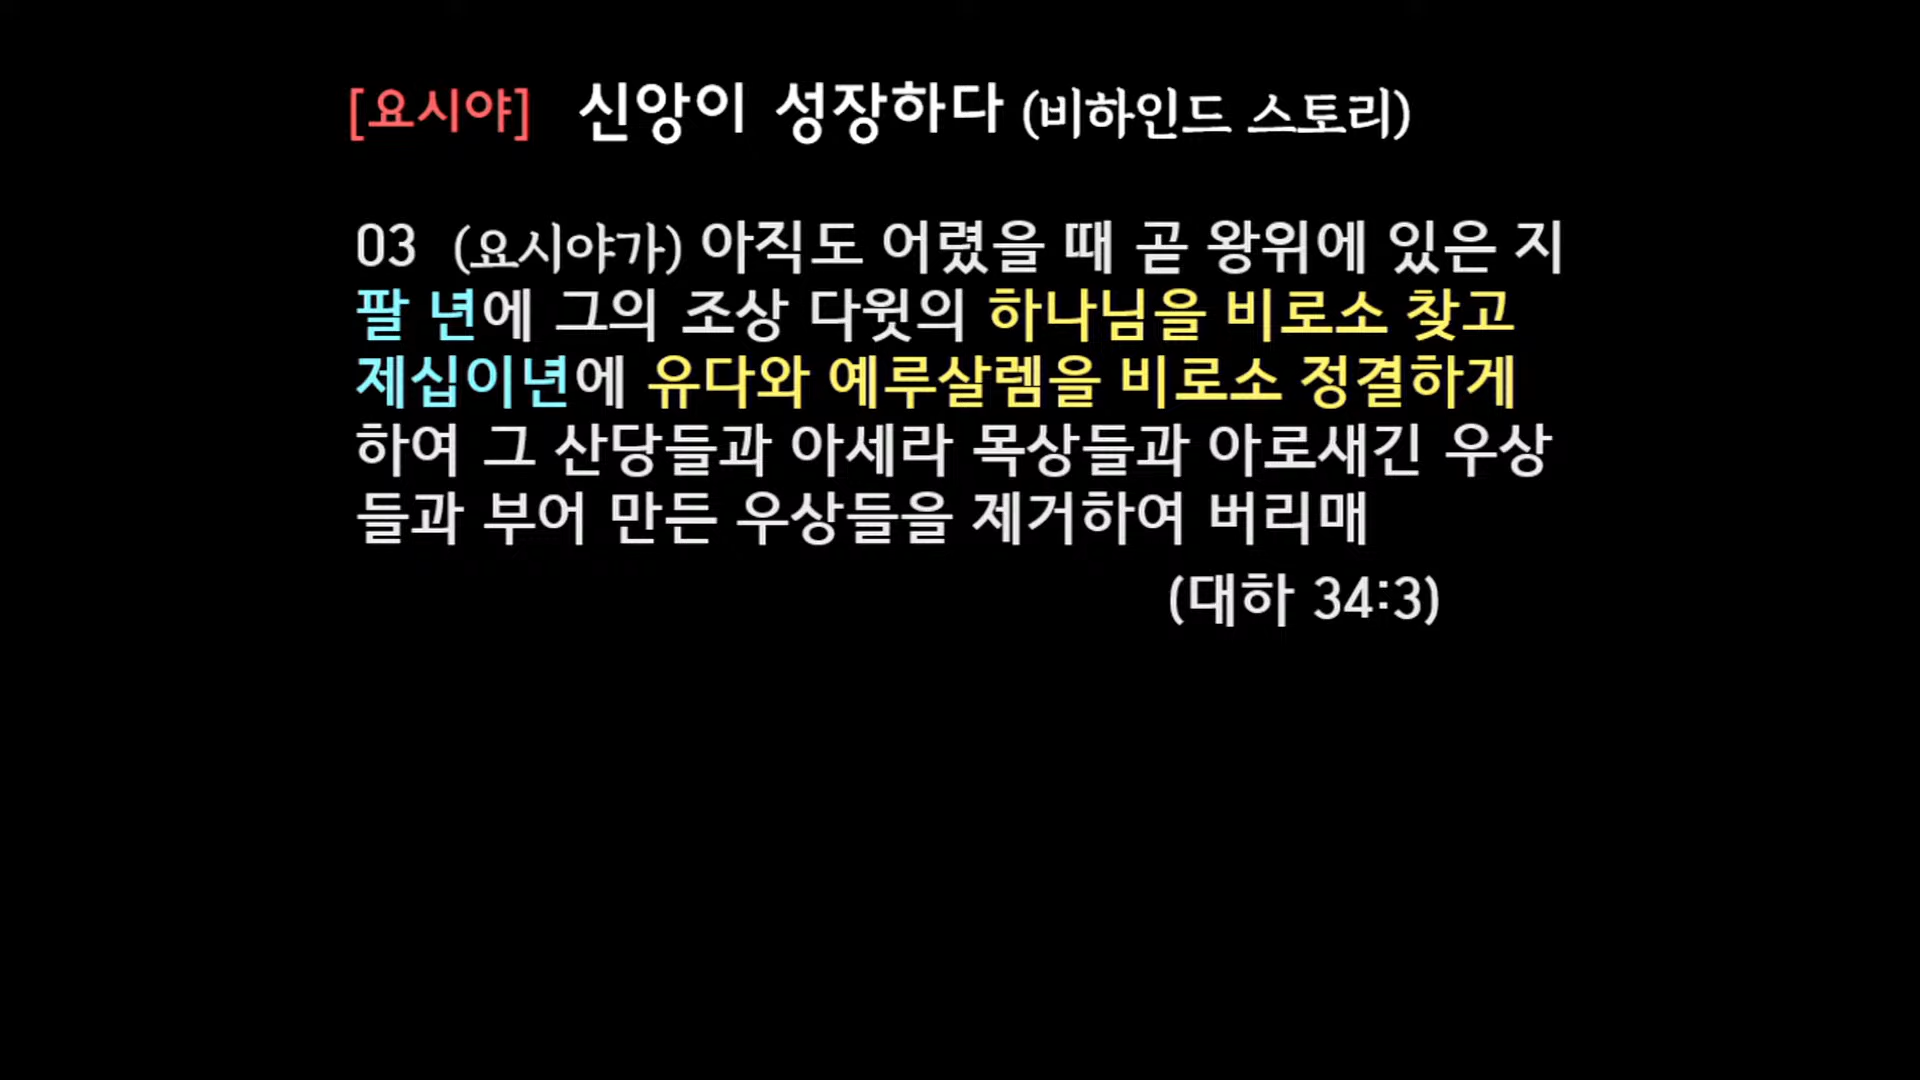 [요시야] 신앙이 성장하다 (비하인드 스토리)
03 (요시야가) 아직도 어렸을 때 곧 왕위에 있은 지
팔 년에 그의 조상 다윗의 하나님을 비로소 찾고
제십이년에 유다와 예루살렘을 비로소 정결하게
하여 그 산당들과 아세라 목상들과 아로새긴 우상
들과 부어 만든 우상들을 제거하여 버리매
(대하 34:3)